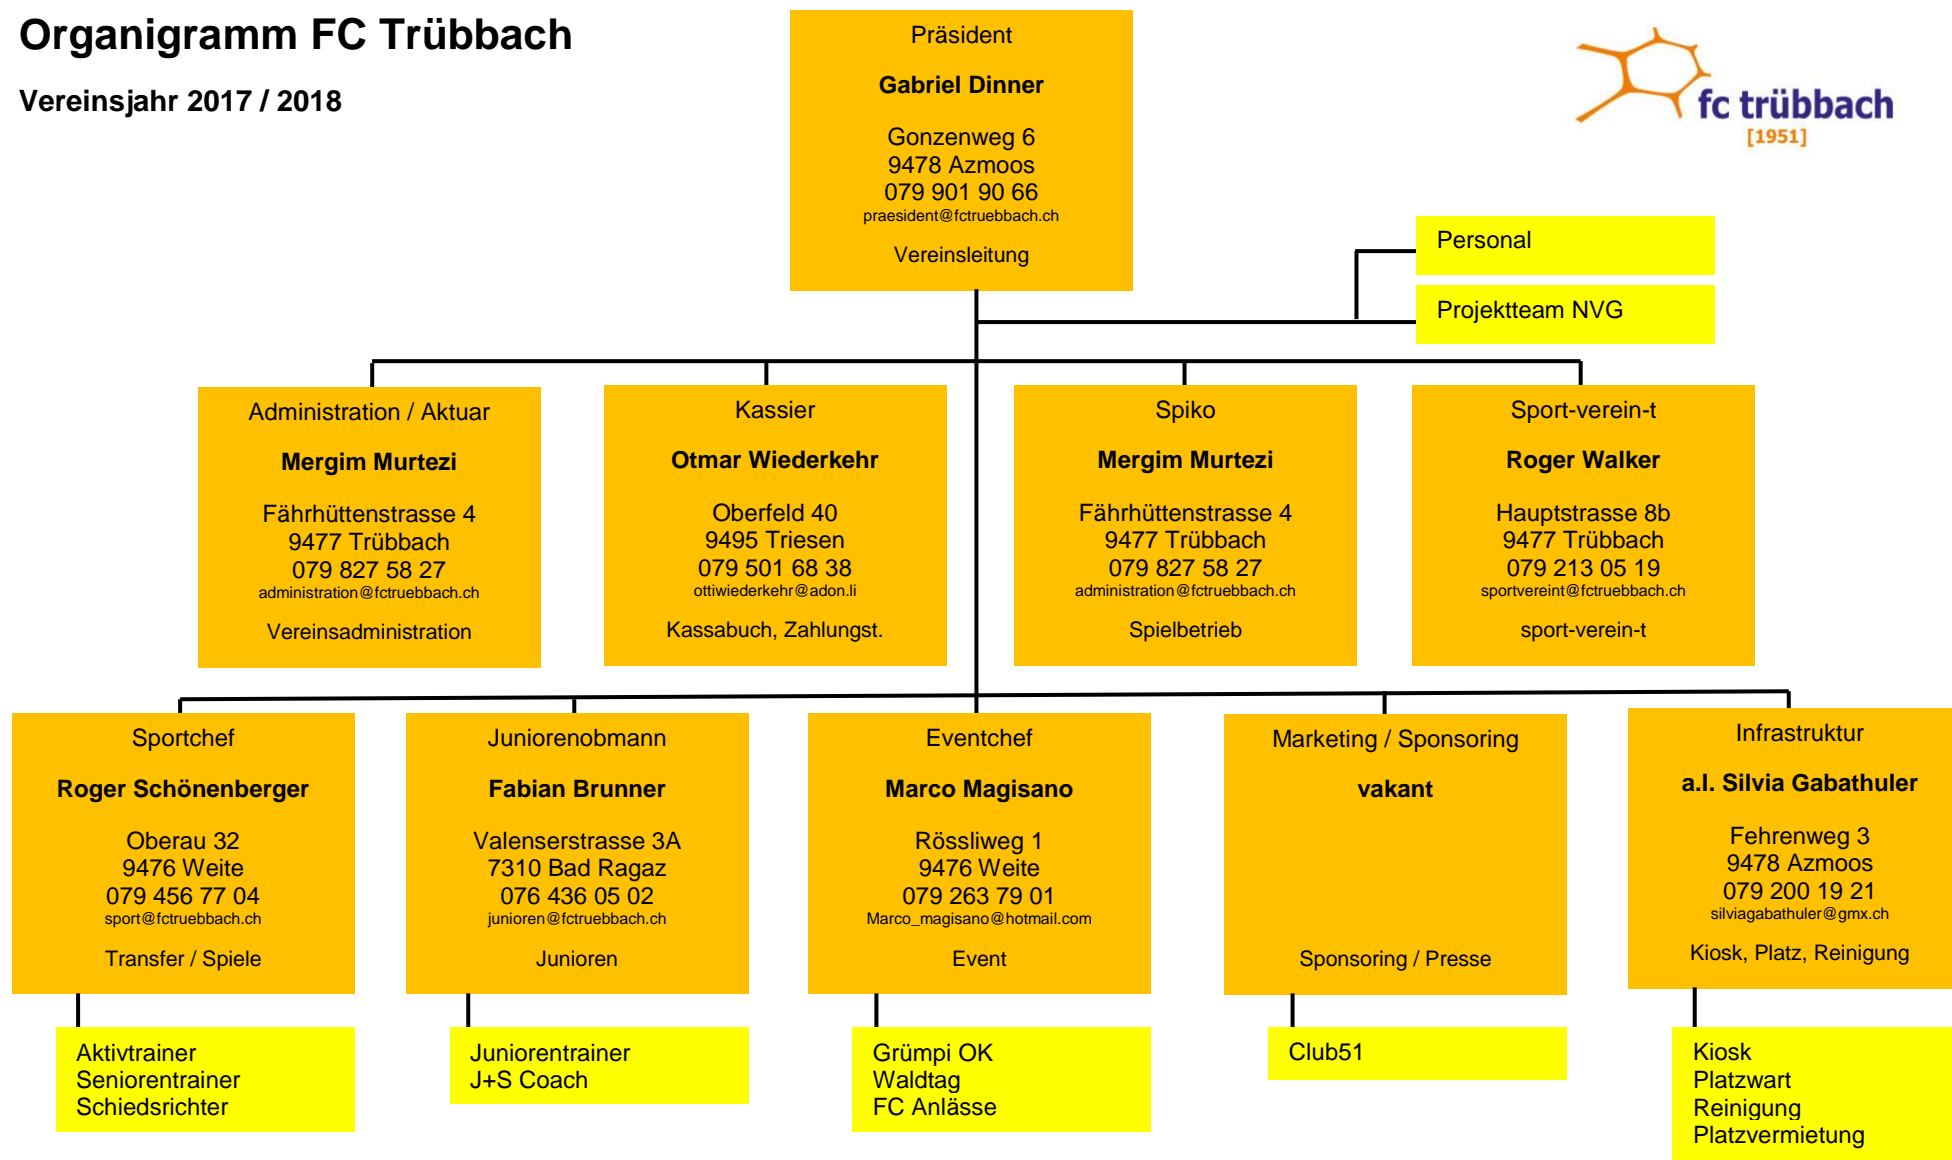 Organigramm FC Trübbach
Vereinsjahr 2017 / 2018
Präsident
Gabriel Dinner
Gonzenweg 6
9478 Azmoos
079 901 90 66
praesident@fctruebbach.ch
Vereinsleitung
fc trübbach
[1951]
Personal
Projektteam NVG
Administration / Aktuar
Mergim Murtezi
Fährhüttenstrasse 4
9477 Trübbach
079 827 58 27
administration@fctruebbach.ch
Vereinsadministration
Kassier
Otmar Wiederkehr
Oberfeld 40
9495 Triesen
079 501 68 38
ottiwiederkehr@adon.li
Kassabuch, Zahlungst.
Spiko
Mergim Murtezi
Fährhüttenstrasse 4
9477 Trübbach
079 827 58 27
administration@fctruebbach.ch
Spielbetrieb
Sport-verein-t
Roger Walker
Hauptstrasse 8b
9477 Trübbach
079 213 05 19
sportvereint@fctruebbach.ch
sport-verein-t
Sportchef
Roger Schönenberger
Oberau 32
9476 Weite
079 456 77 04
sport@fctruebbach.ch
Transfer / Spiele
Aktivtrainer
Seniorentrainer
Schiedsrichter
Juniorenobmann
Fabian Brunner
Valenserstrasse 3A
7310 Bad Ragaz
076 436 05 02
junioren@fctruebbach.ch
Junioren
Juniorentrainer
J+S Coach
Eventchef
Marco Magisano
Rössliweg 1
9476 Weite
079 263 79 01
Marco_magisano@hotmail.com
Event
Grümpi OK
Waldtag
FC Anlässe
Marketing / Sponsoring
vakant
Sponsoring / Presse
Club51
Infrastruktur
a.I. Silvia Gabathuler
Fehrenweg 3
9478 Azmoos
079 200 19 21
silviagabathuler@gmx.ch
Kiosk, Platz, Reinigung
Kiosk
Platzwart
Reinigung
Platzvermietung